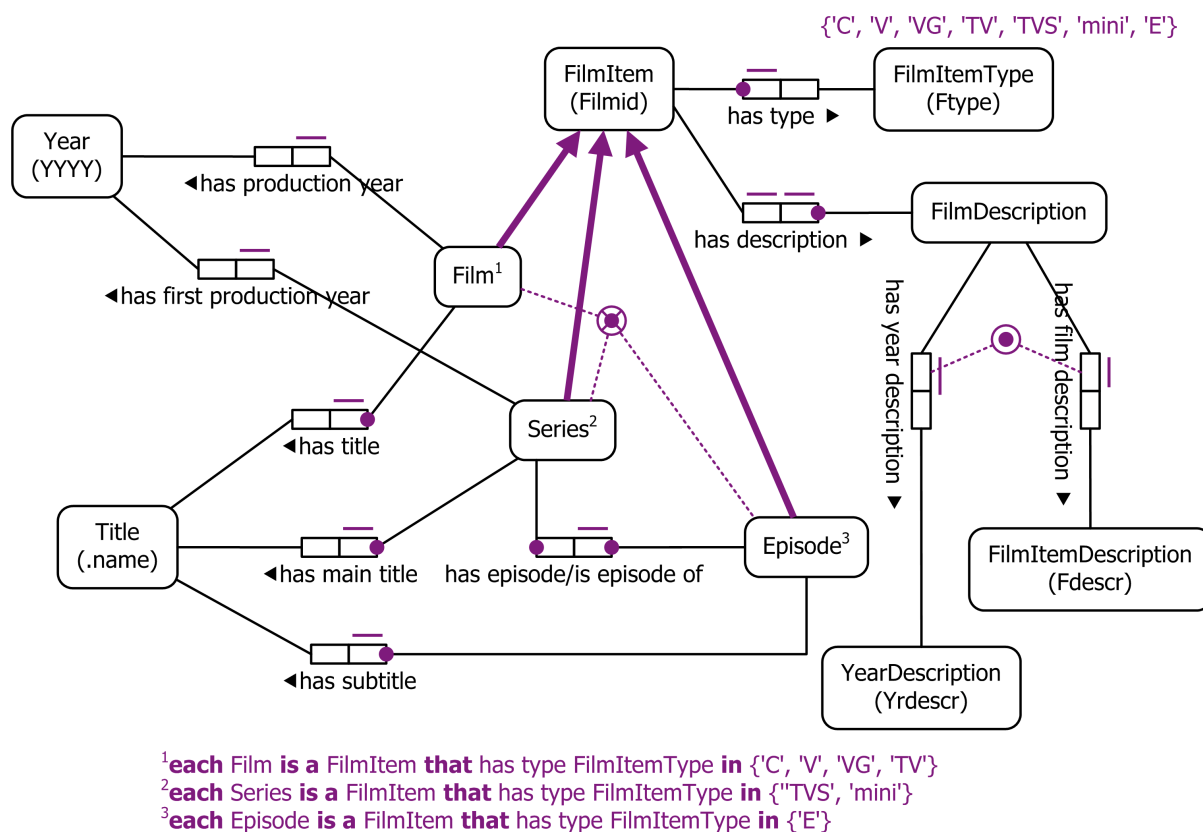 {'C', 'V', 'VG', 'TV', 'TVS', 'mini', 'E'}
FilmItem
(Filmid)
has type ►
FilmItemType
(Ftype)
Year
(YYYY)
◄has production year
has description ►
FilmDescription
◄has first production year
Film¹
has year description ►
has film description ►
◄has title
Series²
Title
(.name)
◄has main title
has episode/is episode of
Episode³
FilmItemDescription
(Fdescr)
◄has subtitle
YearDescription
(Yrdescr)
¹each Film is a FilmItem that has type FilmItemType in {'C', 'V', 'VG', 'TV'}
²each Series is a FilmItem that has type FilmItemType in {''TVS', 'mini'}
³each Episode is a FilmItem that has type FilmItemType in {'E'}